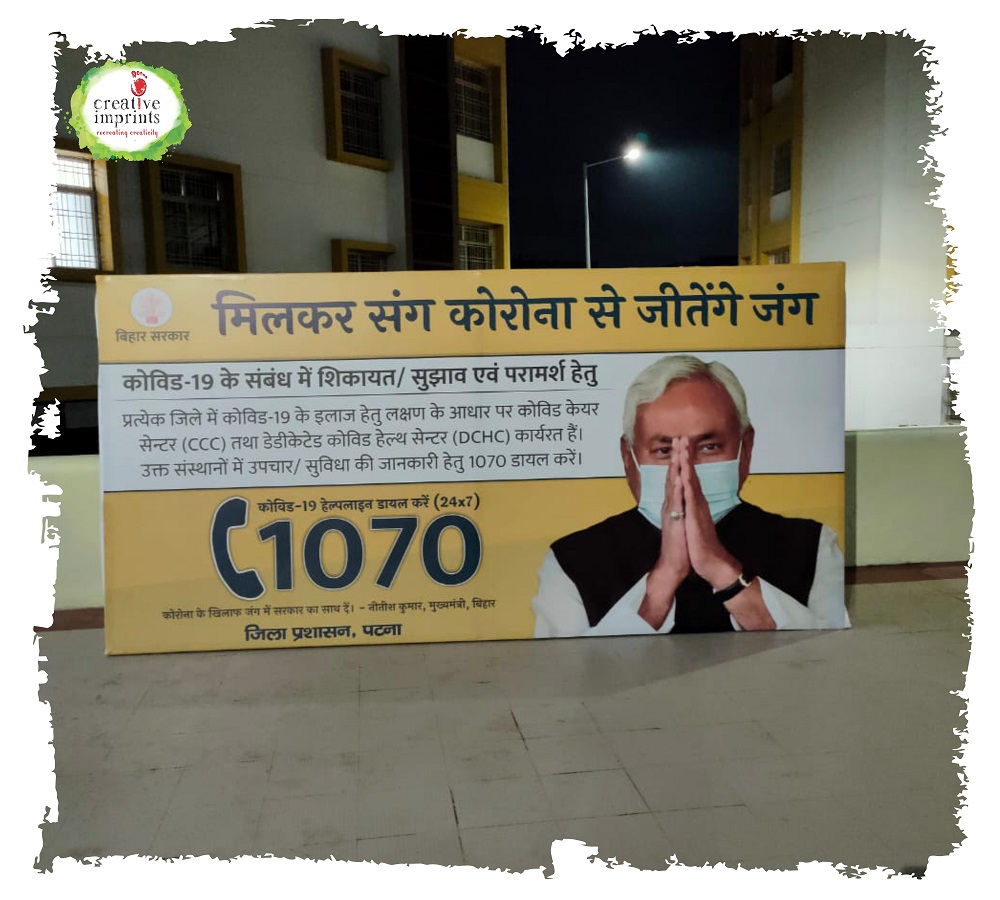 creative
imprints
recreating creativity
बिहार सरकार
मिलकर संग कोरोना से जीतेंगे जंग
कोविड-19 के संबंध में शिकायत/ सुझाव एवं परामर्श हेतु
प्रत्येक जिले में कोविड-19 के इलाज हेतु लक्षण के आधार पर कोविड केयर
सेन्टर (CCC) तथा डेडीकेटेड कोविड हेल्थ सेन्टर (DCHC) कार्यरत हैं।
उक्त संस्थानों में उपचार/ सुविधा की जानकारी हेतु 1070 डायल करें।
कोविड-19 हेल्पलाइन डायल करें (24x7)
1070
कोरोना के खिलाफ जंग में सरकार का साथ दें। - नीतीश कुमार, मुख्यमंत्री, बिहार
जिला प्रशासन, पटना